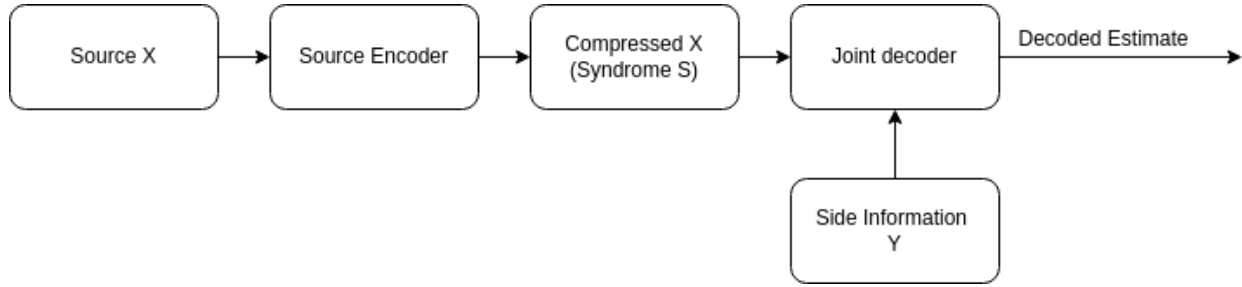 Source X
Source Encoder
Compressed X
(Syndrome S)
Joint decoder
Decoded Estimate
Side Information
Y